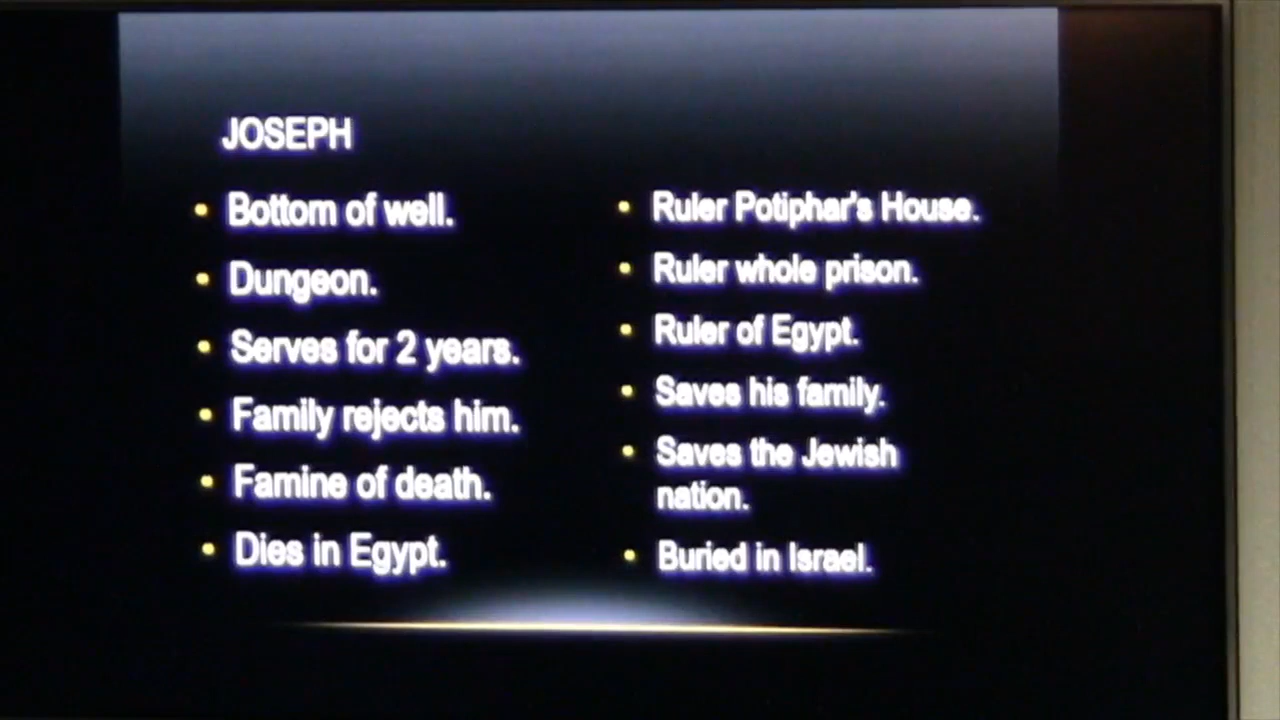 JOSEPH
Bottom of well.
Dungeon.
Serves for 2 years.
Family rejects him.
Famine of death.
Dies in Egypt.
Ruler Potiphar's House.
Ruler whole prison.
Ruler of Egypt.
Saves his family.
Saves the Jewish
nation.
Buried in Israel.